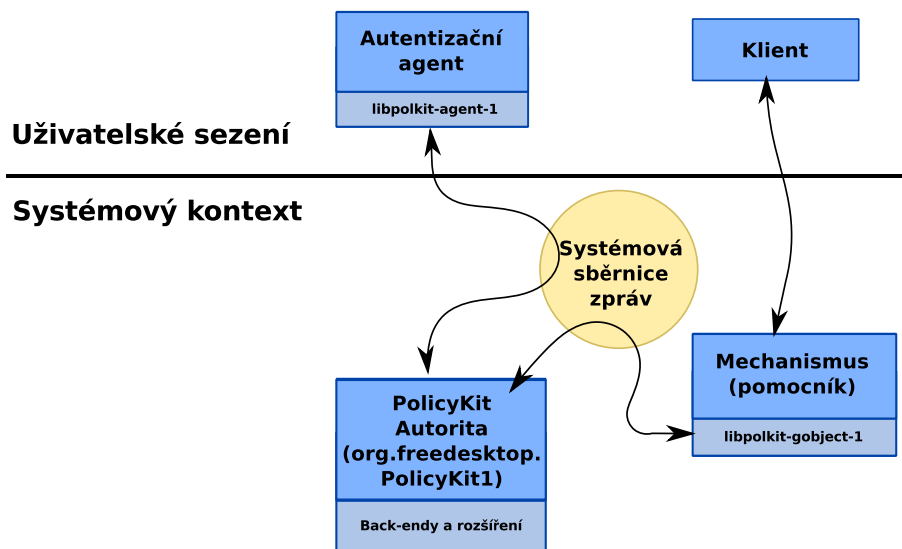 Autentizační
agent
libpolkit-agent-1
Klient
Uživatelské sezení
Systémový kontext
Systémová
sběrnice
zpráv
Mechanismus
(pomocník)
libpolkit-gobject-1
PolicyKit
Autorita
(org.freedesktop.
PolicyKit1)
Back-endy a rozšíření